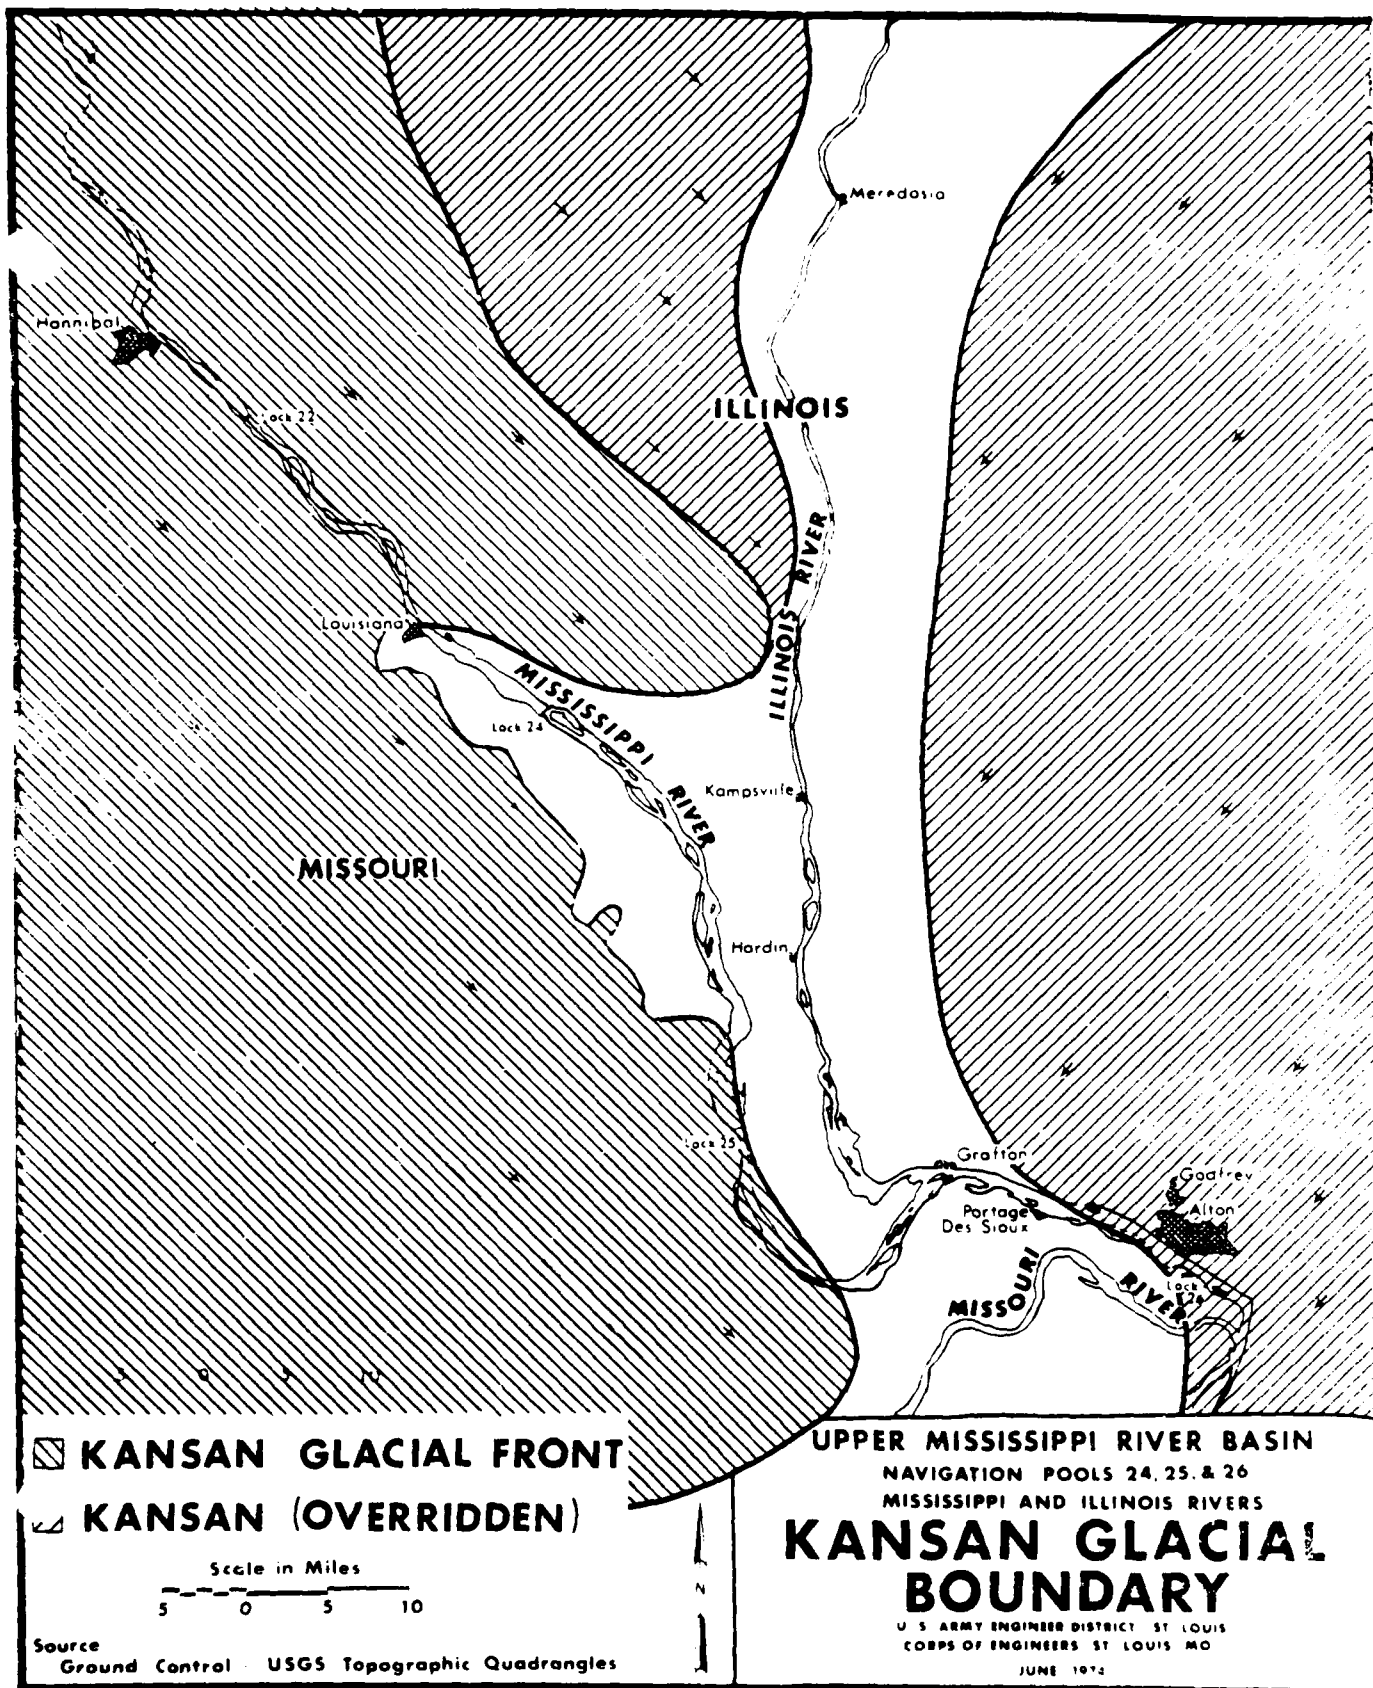 Meredosia
Hannibal
ILLINOIS
Lock 22
ILLINOIS RIVER
Louisiana
MISSISSIPPI RIVER
Lock 24
Kampsville
MISSOURI
Hardin
Lock 25
Grafton
Godfrey
Portage
Des Sioux
Alton
MISSOURI RIVER
Lock
KANSAN GLACIAL FRONT
KANSAN (OVERRIDDEN)
Scale in Miles
5 0 5 10
Source
Ground Control USGS Topographic Quadrangles
N
UPPER MISSISSIPPI RIVER BASIN
NAVIGATION POOLS 24, 25, & 26
MISSISSIPPI AND ILLINOIS RIVERS
KANSAN GLACIAL
BOUNDARY
U S ARMY ENGINEER DISTRICT ST LOUIS
CORPS OF ENGINEERS ST LOUIS MO
JUNE